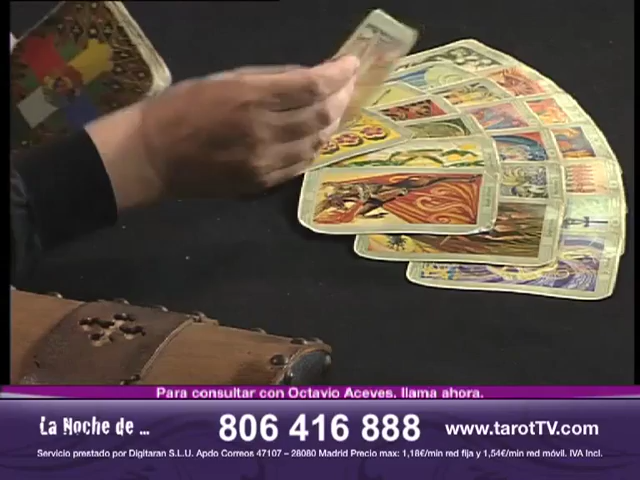 Para consultar con Octavio Aceves, llama ahora.
La Noche de ... 806 416 888 www.tarotTV.com
Servicio prestado por Digitaran S.L.U. Apdo Correos 47107 – 28080 Madrid Precio max: 1,18€/min red fija y 1,54€/min red móvil. IVA Incl.